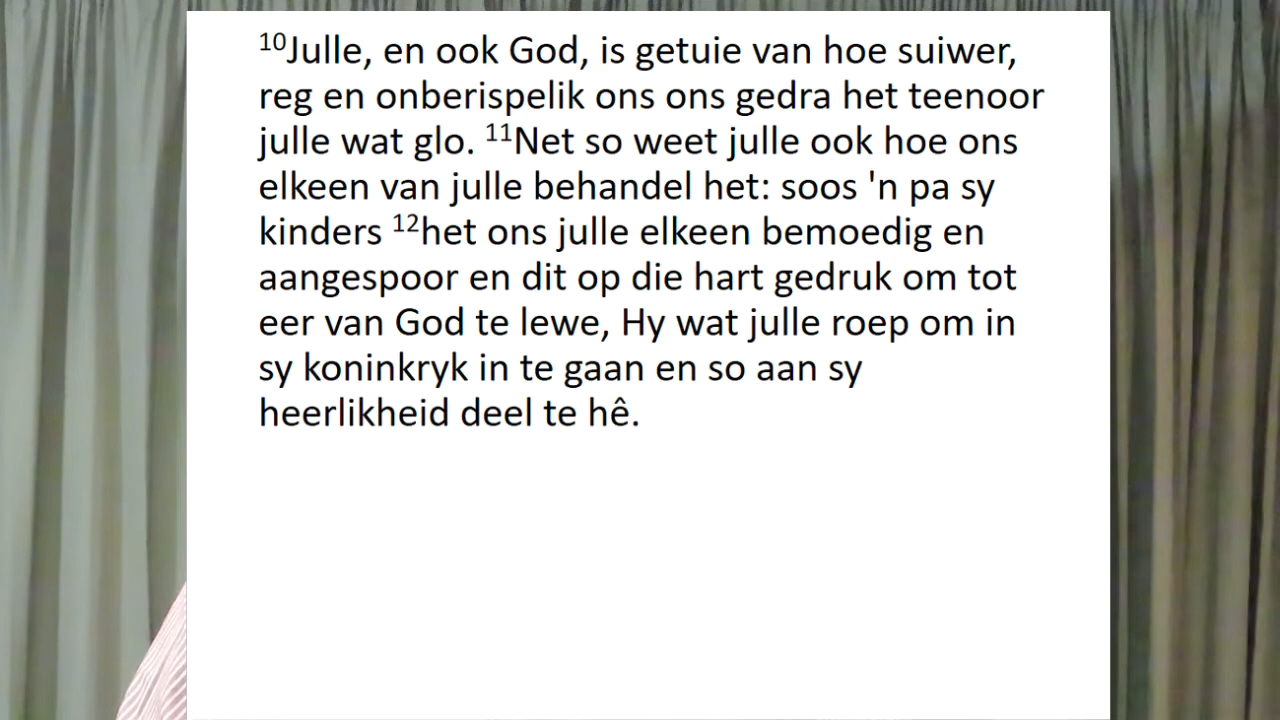 ¹⁰Julle, en ook God, is getuie van hoe suiwer,
reg en onberispelik ons ons gedra het teenoor
julle wat glo. ¹¹Net so weet julle ook hoe ons
elkeen van julle behandel het: soos 'n pa sy
kinders ¹²het ons julle elkeen bemoedig en
aangespoor en dit op die hart gedruk om tot
eer van God te lewe, Hy wat julle roep om in
sy koninkryk in te gaan en so aan sy
heerlikheid deel te hê.